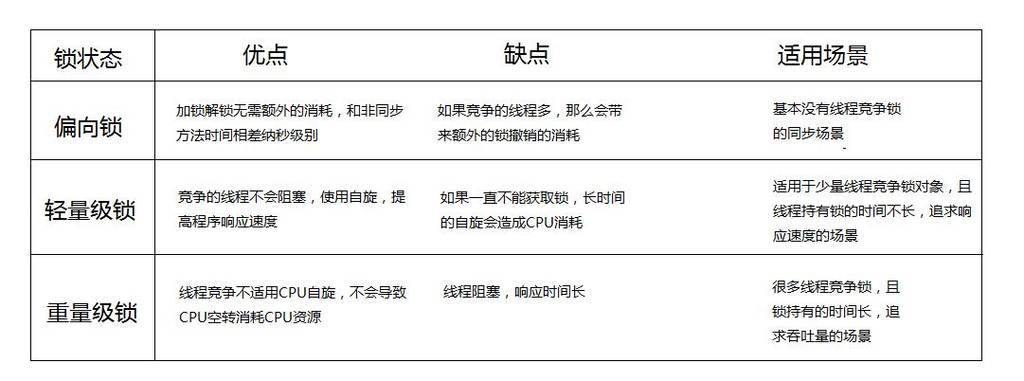 锁状态 优点 缺点 适用场景
偏向锁
加锁解锁无需额外的消耗，和非同步
方法时间相差纳秒级别
如果竞争的线程多，那么会带
来额外的锁撤销的消耗
基本没有线程竞争锁
的同步场景
轻量级锁
竞争的线程不会阻塞，使用自旋，提
高程序响应速度
如果一直不能获取锁，长时间
的自旋会造成CPU消耗
适用于少量线程竞争锁对象，且
线程持有锁的时间不长，追求响
应速度的场景
重量级锁
线程竞争不适用CPU自旋，不会导致
CPU空转消耗CPU资源
线程阻塞，响应时间长
很多线程竞争锁，且
锁持有的时间长，追
求吞吐量的场景